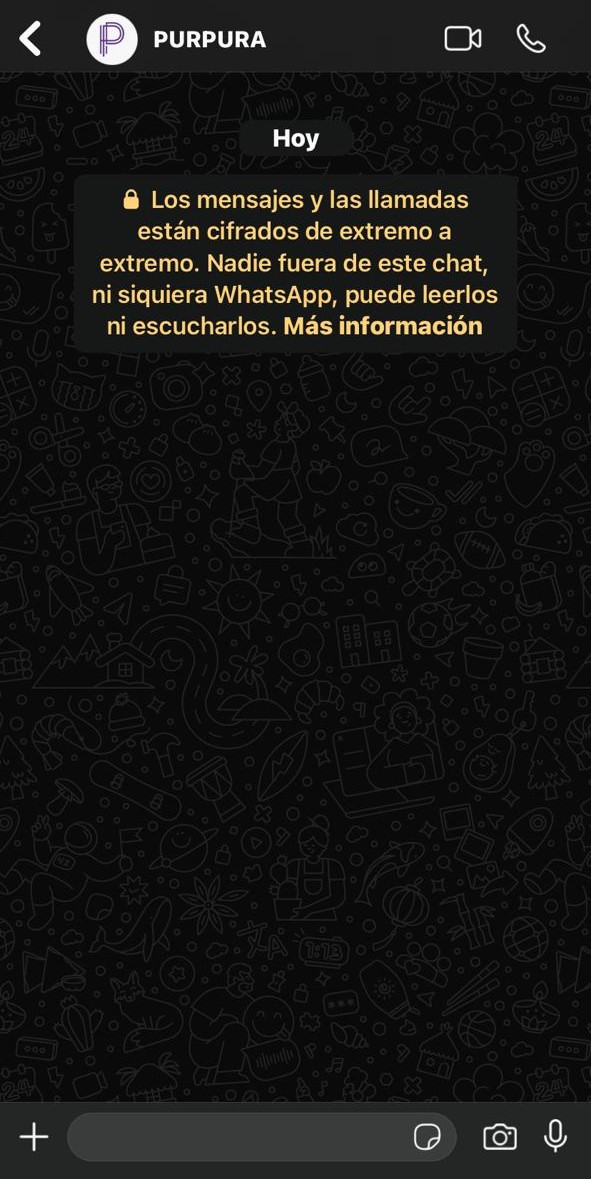 P PURPURA
Hoy
Los mensajes y las llamadas
están cifrados de extremo a
extremo. Nadie fuera de este chat,
ni siquiera WhatsApp, puede leerlos
ni escucharlos. Más información